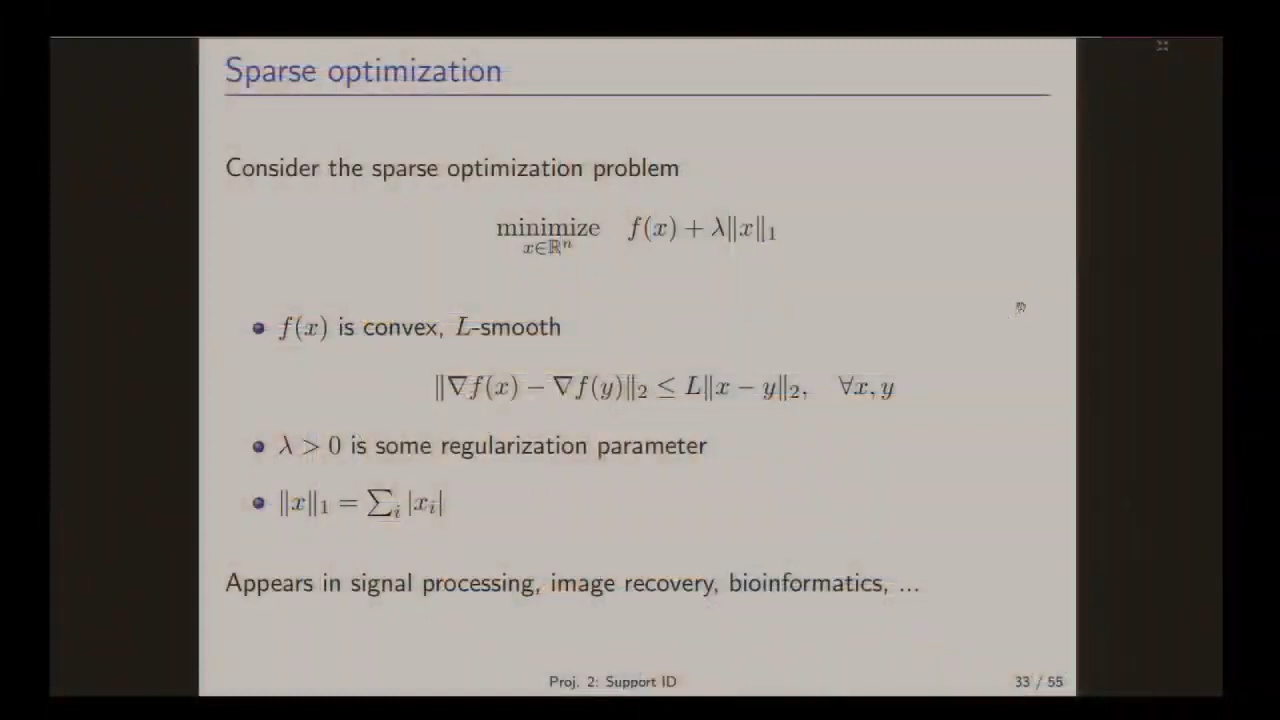 Sparse optimization
Consider the sparse optimization problem
minimize f(x) + λ‖x‖₁
x∈ℝⁿ
f(x) is convex, L-smooth
‖∇f(x) − ∇f(y)‖₂ ≤ L‖x − y‖₂, ∀x, y
λ > 0 is some regularization parameter
‖x‖₁ = ∑ᵢ |xᵢ|
Appears in signal processing, image recovery, bioinformatics, ...
Proj. 2: Support ID
33 / 55